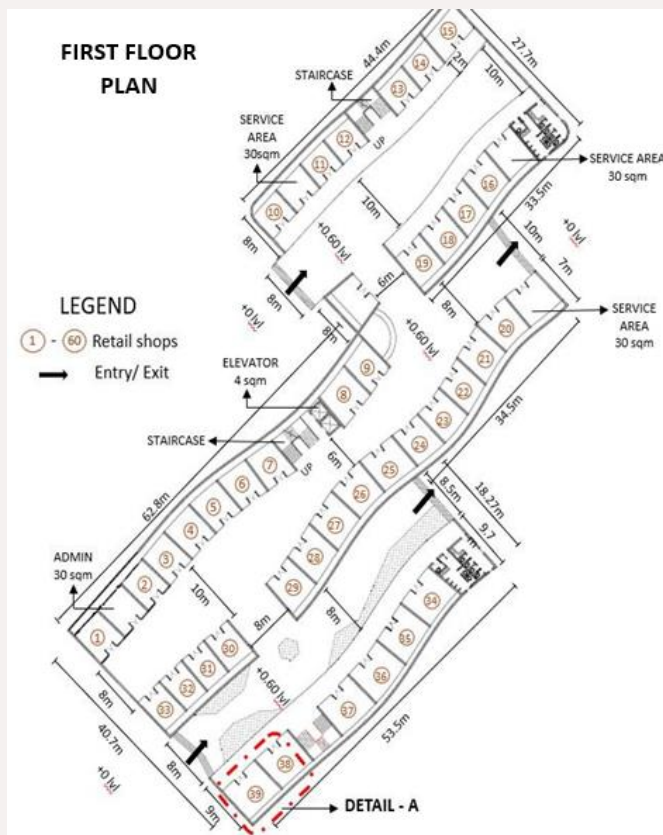 FIRST FLOOR
PLAN
STAIRCASE
SERVICE
AREA
30sqm
44.4m
27.7m
15
14
13
12
11
10
2m
10m
UP
SERVICE AREA
30 sqm
16
17
18
19
33.5m
10m
+0.60 lvl
+0 lvl
10m
7m
8m
8m
+0 lvl
8m
6m
8m
+0.60 lvl
LEGEND
1 - 60 Retail shops
Entry/ Exit
SERVICE
AREA
30 sqm
20
21
22
23
24
25
26
27
28
29
34.5m
ELEVATOR
4 sqm
9
8
STAIRCASE
UP
6m
7
6
5
4
3
2
1
62.8m
ADMIN
30 sqm
10m
8.5m
18.27m
9.7
m
8m
8m
30
31
32
33
8m
40.7m
+0 lvl
8m
+0.60 lvl
34
35
36
37
38
39
53.5m
9m
DETAIL - A